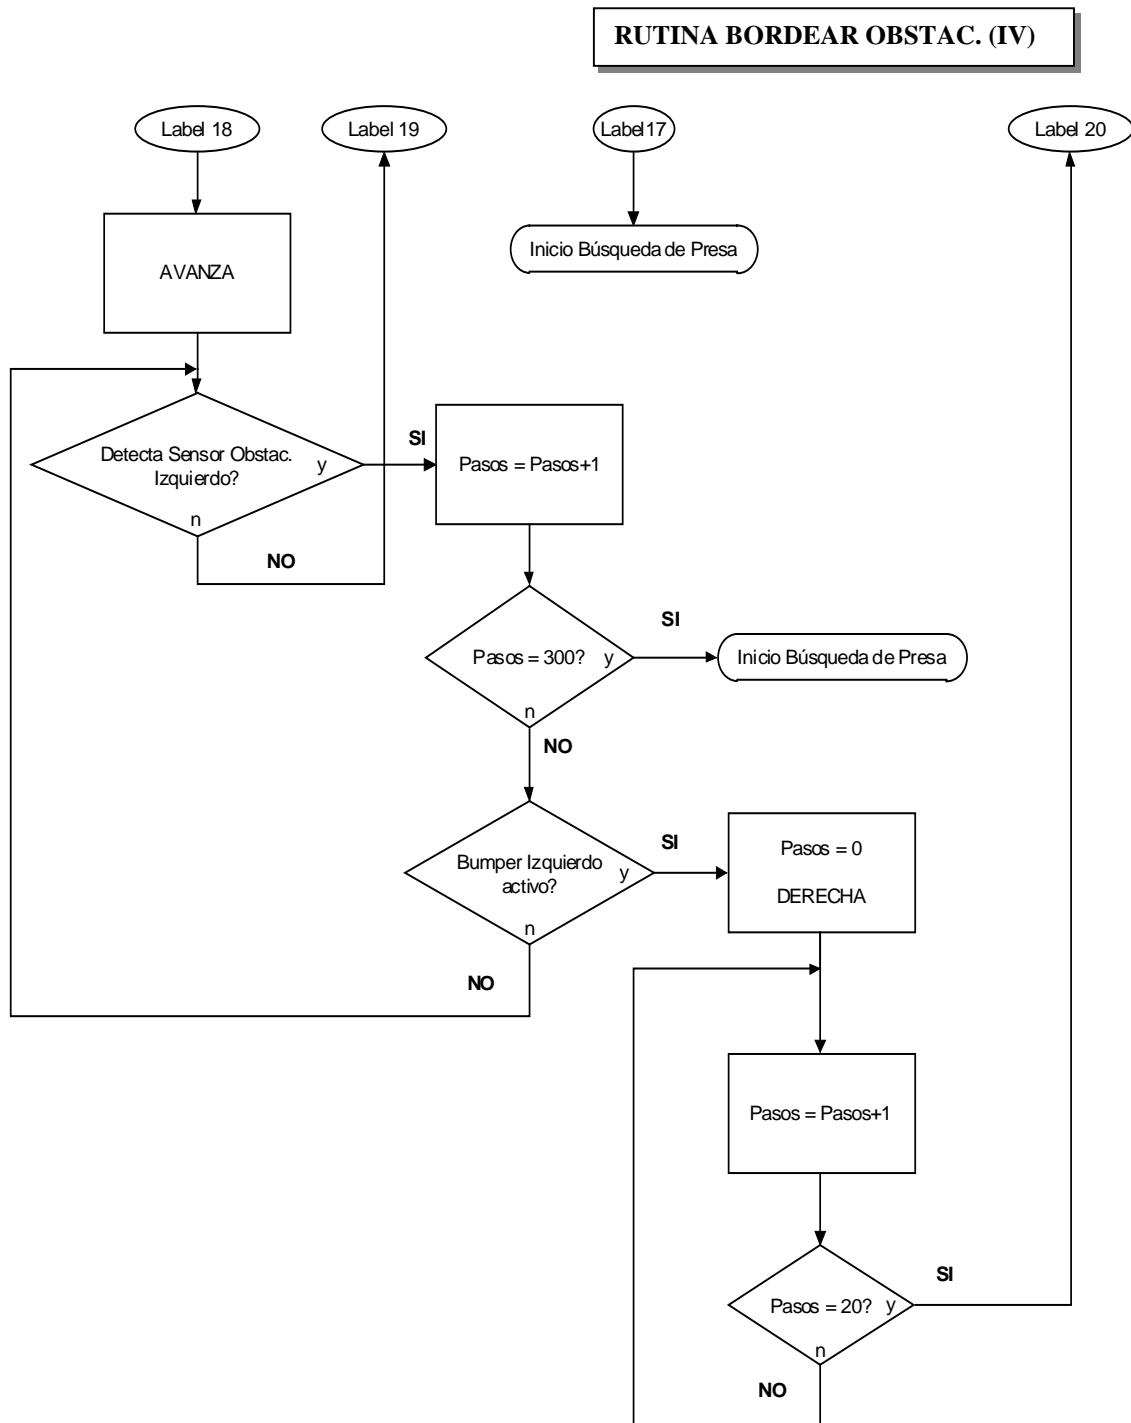 RUTINA BORDEAR OBSTAC. (IV)
Label 18
Label 19
Label17
Label 20
AVANZA
Inicio Búsqueda de Presa
Detecta Sensor Obstac.
Izquierdo?
y
n
SI
NO
Pasos = Pasos+1
Pasos = 300?
y
n
SI
NO
Inicio Búsqueda de Presa
Bumper Izquierdo
activo?
y
n
SI
NO
Pasos = 0
DERECHA
Pasos = Pasos+1
Pasos = 20?
y
n
SI
NO